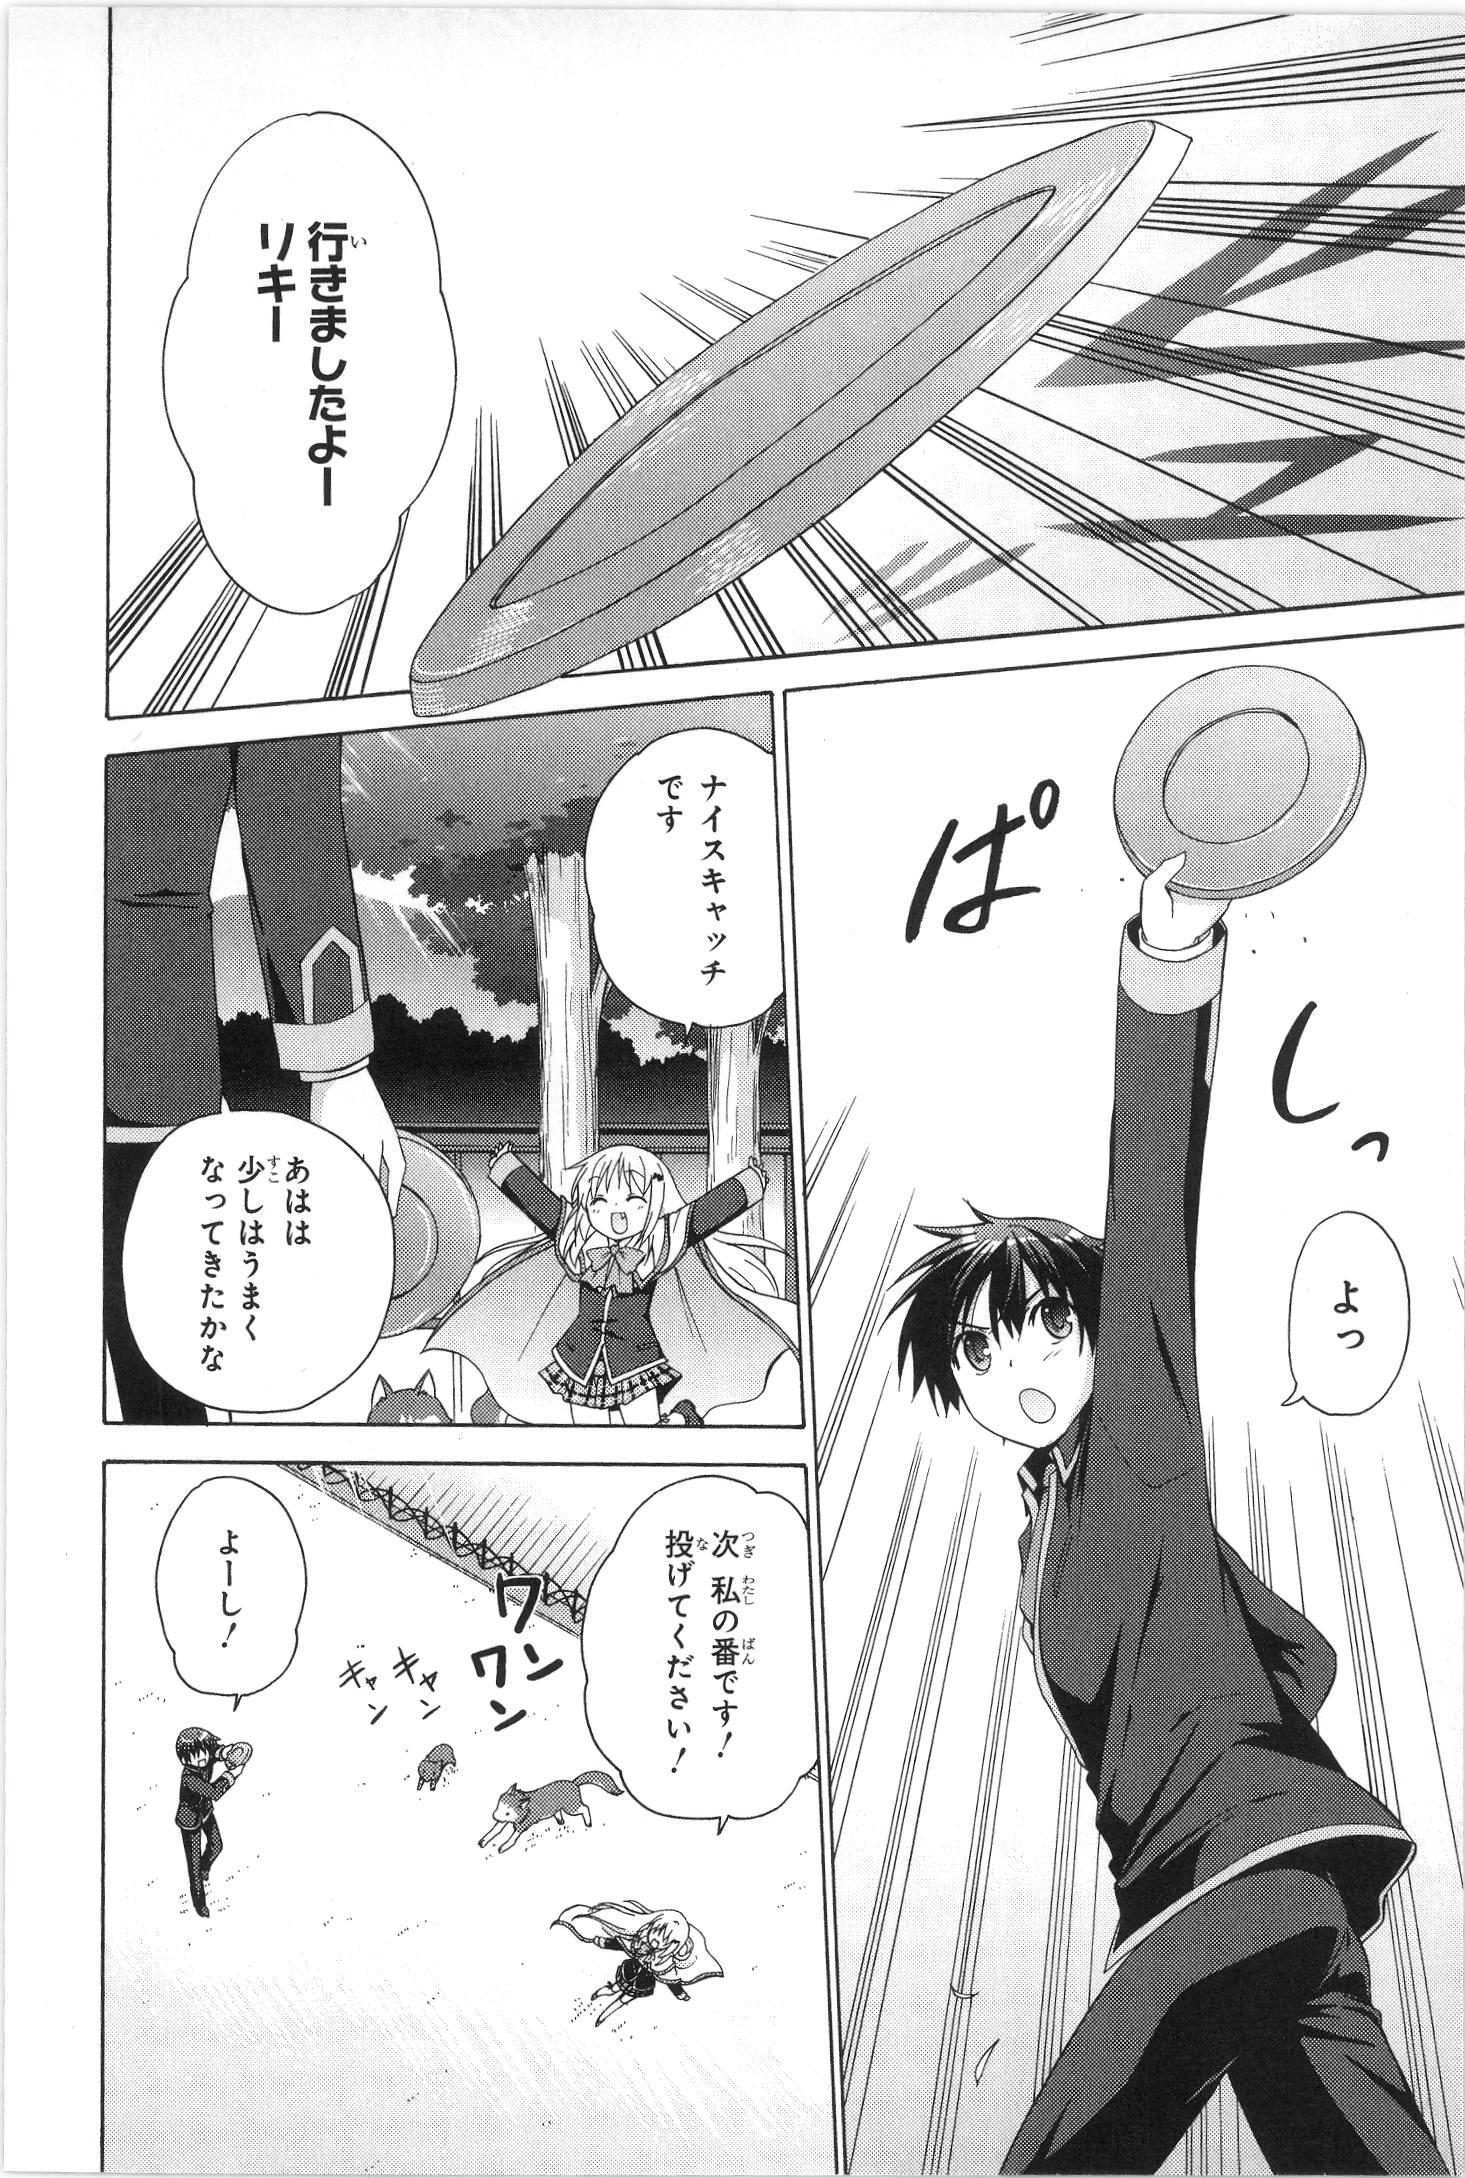 行きましたよー
リキー
ぱ
しっ
よっ
ナイスキャッチ
です
あはは
少しはうまく
なってきたかな
次 私の番です！
投げてください！
ワン
ワン
キャン
キャン
よーし！